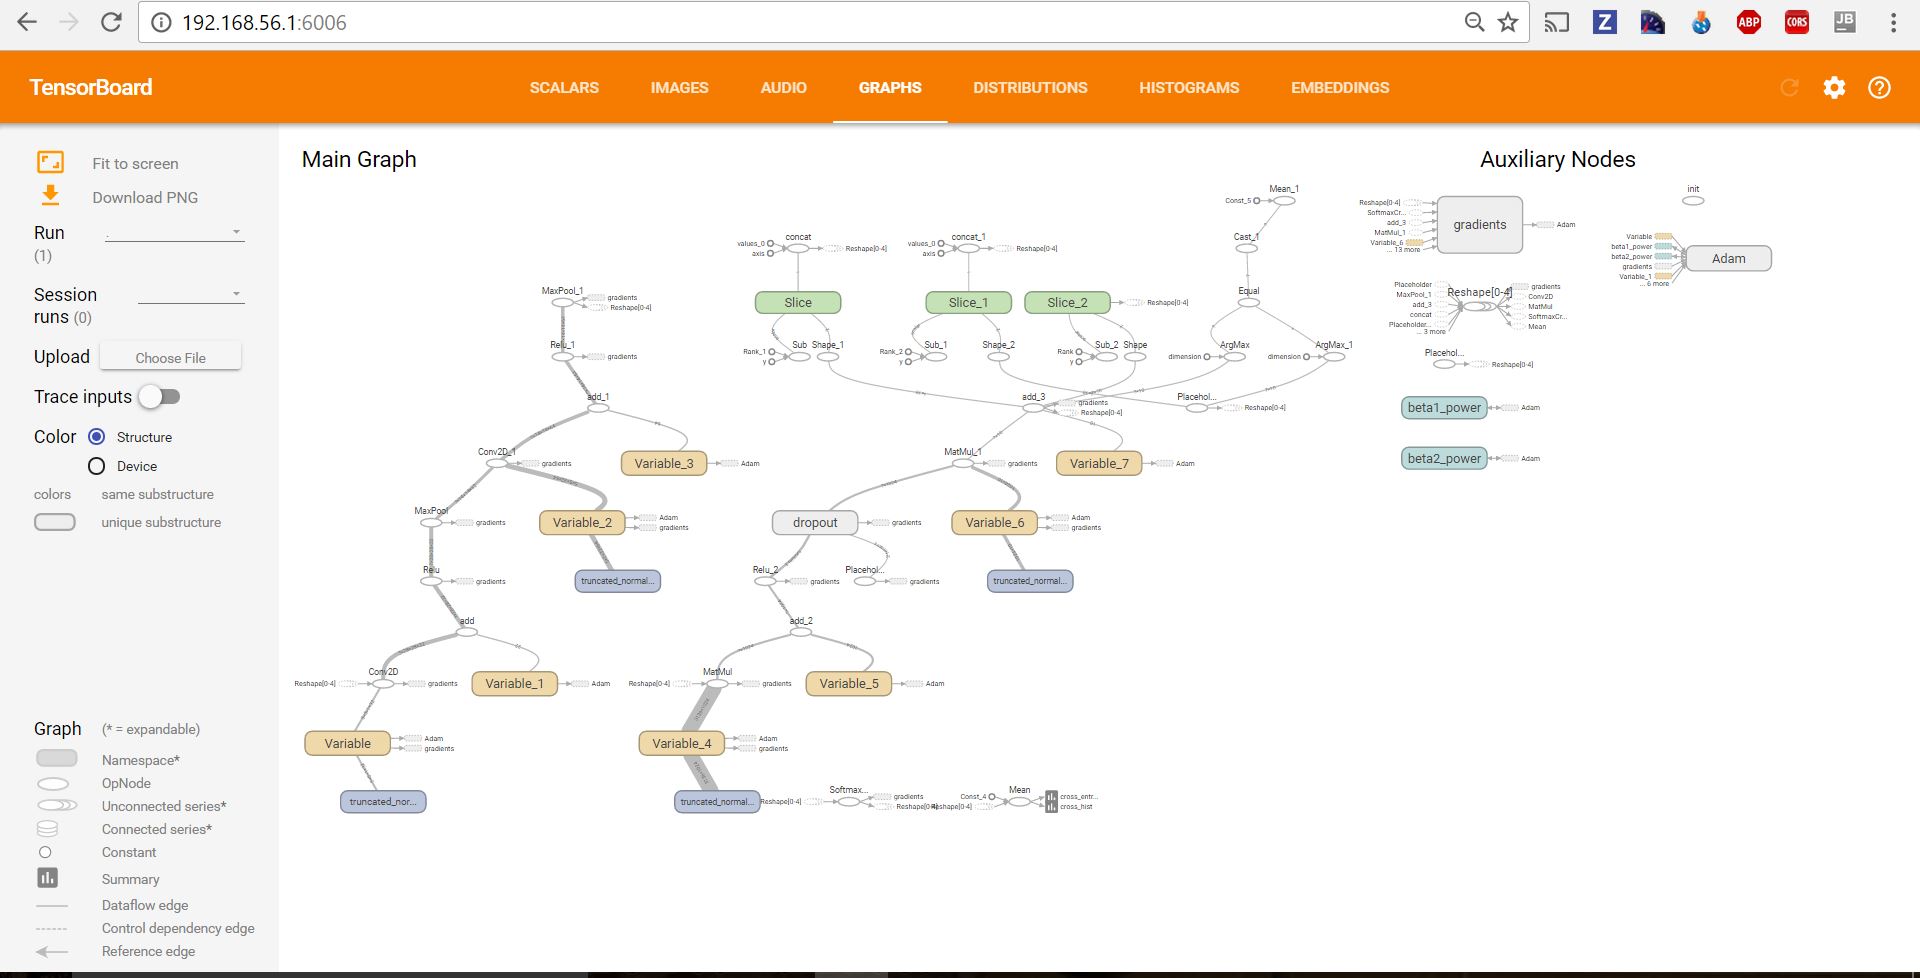 192.168.56.1:6006
ABP
CORS
JB
Z
TensorBoard
SCALARS IMAGES AUDIO GRAPHS DISTRIBUTIONS HISTOGRAMS EMBEDDINGS
Fit to screen
Download PNG
Run
(1)
.
Session
runs (0)
Upload Choose File
Trace inputs
Color Structure
Device
colors same substructure
unique substructure
Graph (* = expandable)
Namespace*
OpNode
Unconnected series*
Connected series*
Constant
Summary
Dataflow edge
Control dependency edge
Reference edge
Main Graph
Mean_1
Const_5
Cast_1
concat
values_0
axis
Reshape[0-4]
concat_1
values_0
axis
Reshape[0-4]
MaxPool_1
gradients
Reshape[0-4]
Slice
Slice_1
Slice_2
Reshape[0-4]
Equal
Relu_1
gradients
Rank_1
y
Sub
Shape_1
Rank_2
y
Sub_1
Shape_2
Rank
y
Sub_2
Shape
dimension
ArgMax
dimension
ArgMax_1
add_1
add_3
gradients
Reshape[0-4]
Placehol...
Reshape[0-4]
Conv2D_1
gradients
Variable_3
Adam
MatMul_1
gradients
Variable_7
Adam
MaxPool
gradients
Variable_2
Adam
gradients
dropout
gradients
Variable_6
Adam
gradients
Relu
gradients
truncated_normal...
Relu_2
gradients
Placehol...
gradients
truncated_normal...
add
add_2
Reshape[0-4]
Conv2D
gradients
Variable_1
Adam
Reshape[0-4]
MatMul
gradients
Variable_5
Adam
Variable
Adam
gradients
Variable_4
Adam
gradients
truncated_nor...
truncated_normal...
Reshape[0-4]
Softmax...
gradients
Reshape[0-4]
Const_4
Reshape[0-4]
Mean
cross_entr...
cross_hist
Auxiliary Nodes
Reshape[0-4]
SoftmaxCr...
add_3
MatMul_1
Variable_6
... 13 more
gradients
Adam
init
Variable
beta1_power
beta2_power
gradients
Variable_1
... 6 more
Adam
Placeholder
MaxPool_1
add_3
concat
Placeholder...
... 3 more
Reshape[0-4]
gradients
Conv2D
MatMul
SoftmaxCr...
Mean
Placehol...
Reshape[0-4]
beta1_power
Adam
beta2_power
Adam